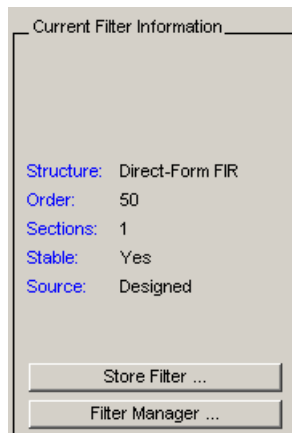 Current Filter Information
Structure: Direct-Form FIR
Order: 50
Sections: 1
Stable: Yes
Source: Designed
Store Filter ...
Filter Manager ...